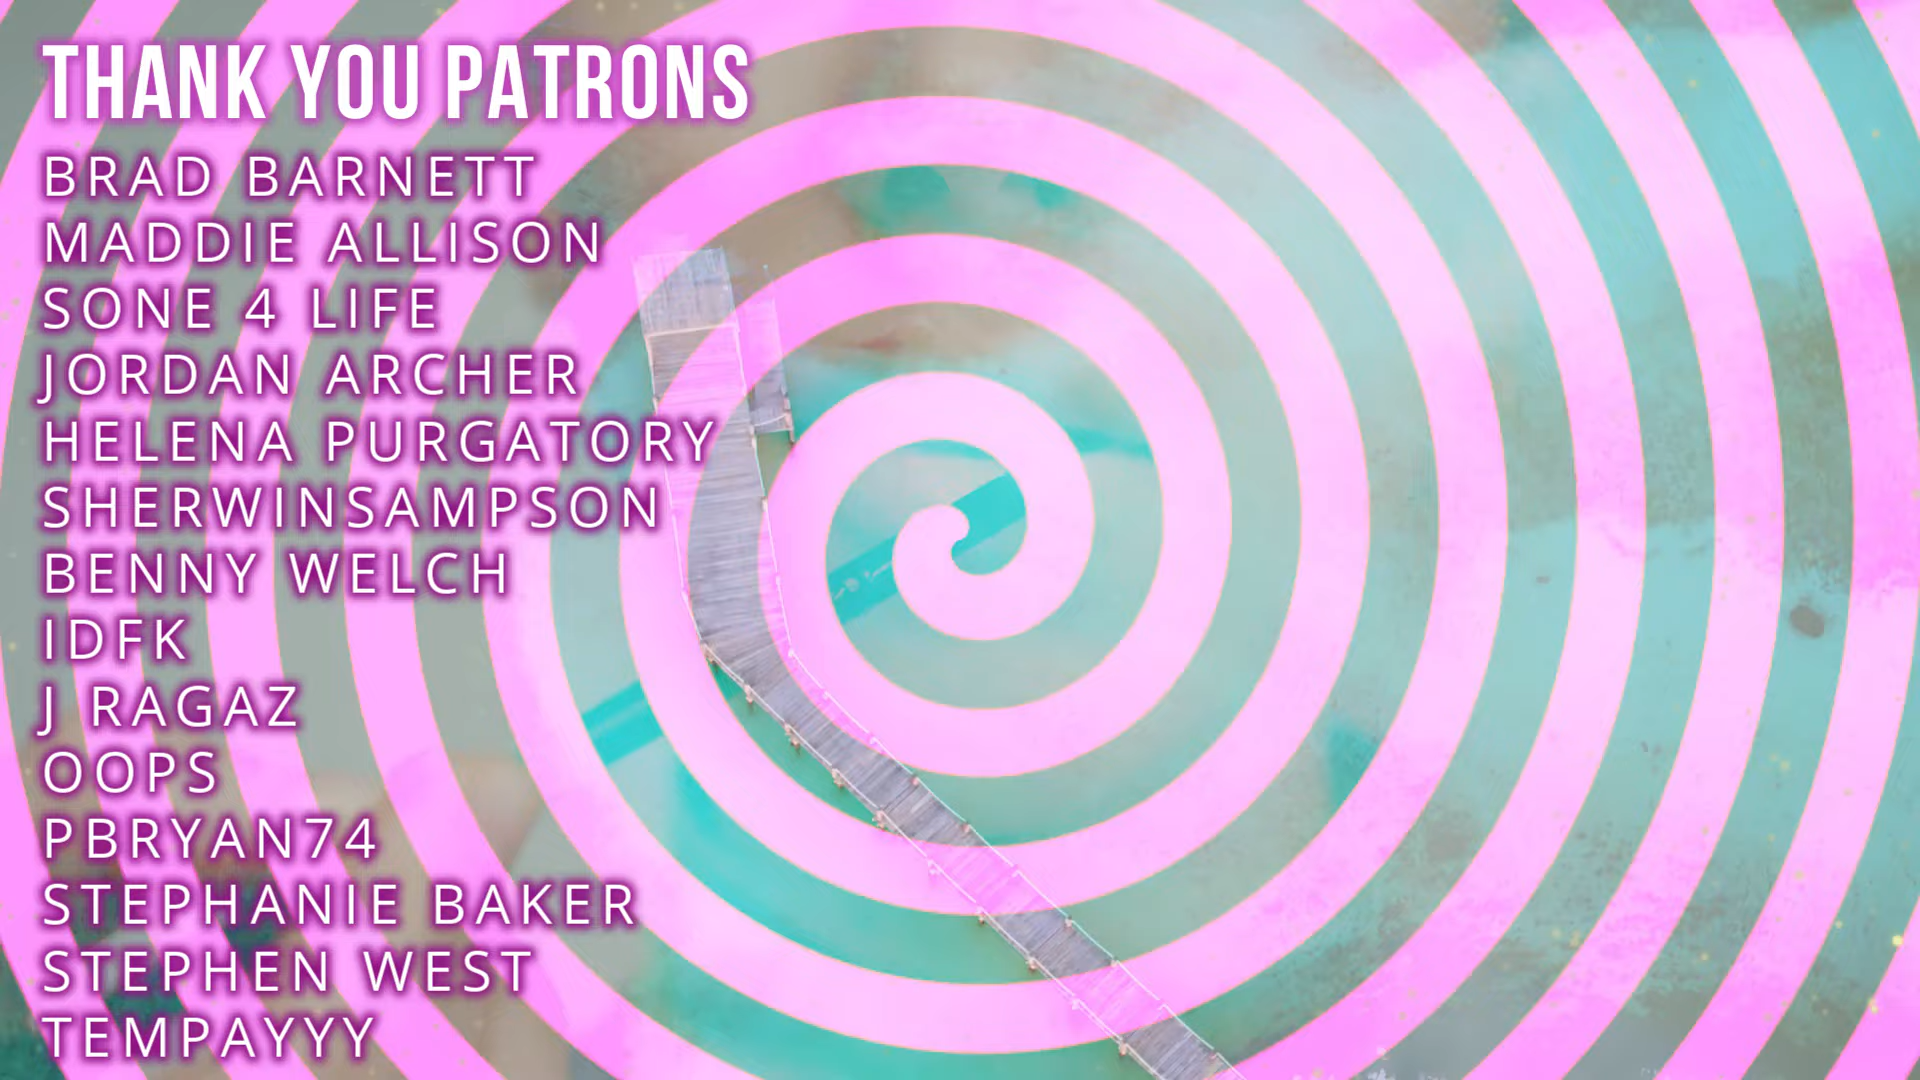 THANK YOU PATRONS
BRAD BARNETT
MADDIE ALLISON
SONE 4 LIFE
JORDAN ARCHER
HELENA PURGATORY
SHERWINSAMPSON
BENNY WELCH
IDFK
J RAGAZ
OOPS
PBRYAN74
STEPHANIE BAKER
STEPHEN WEST
TEMPAYYY